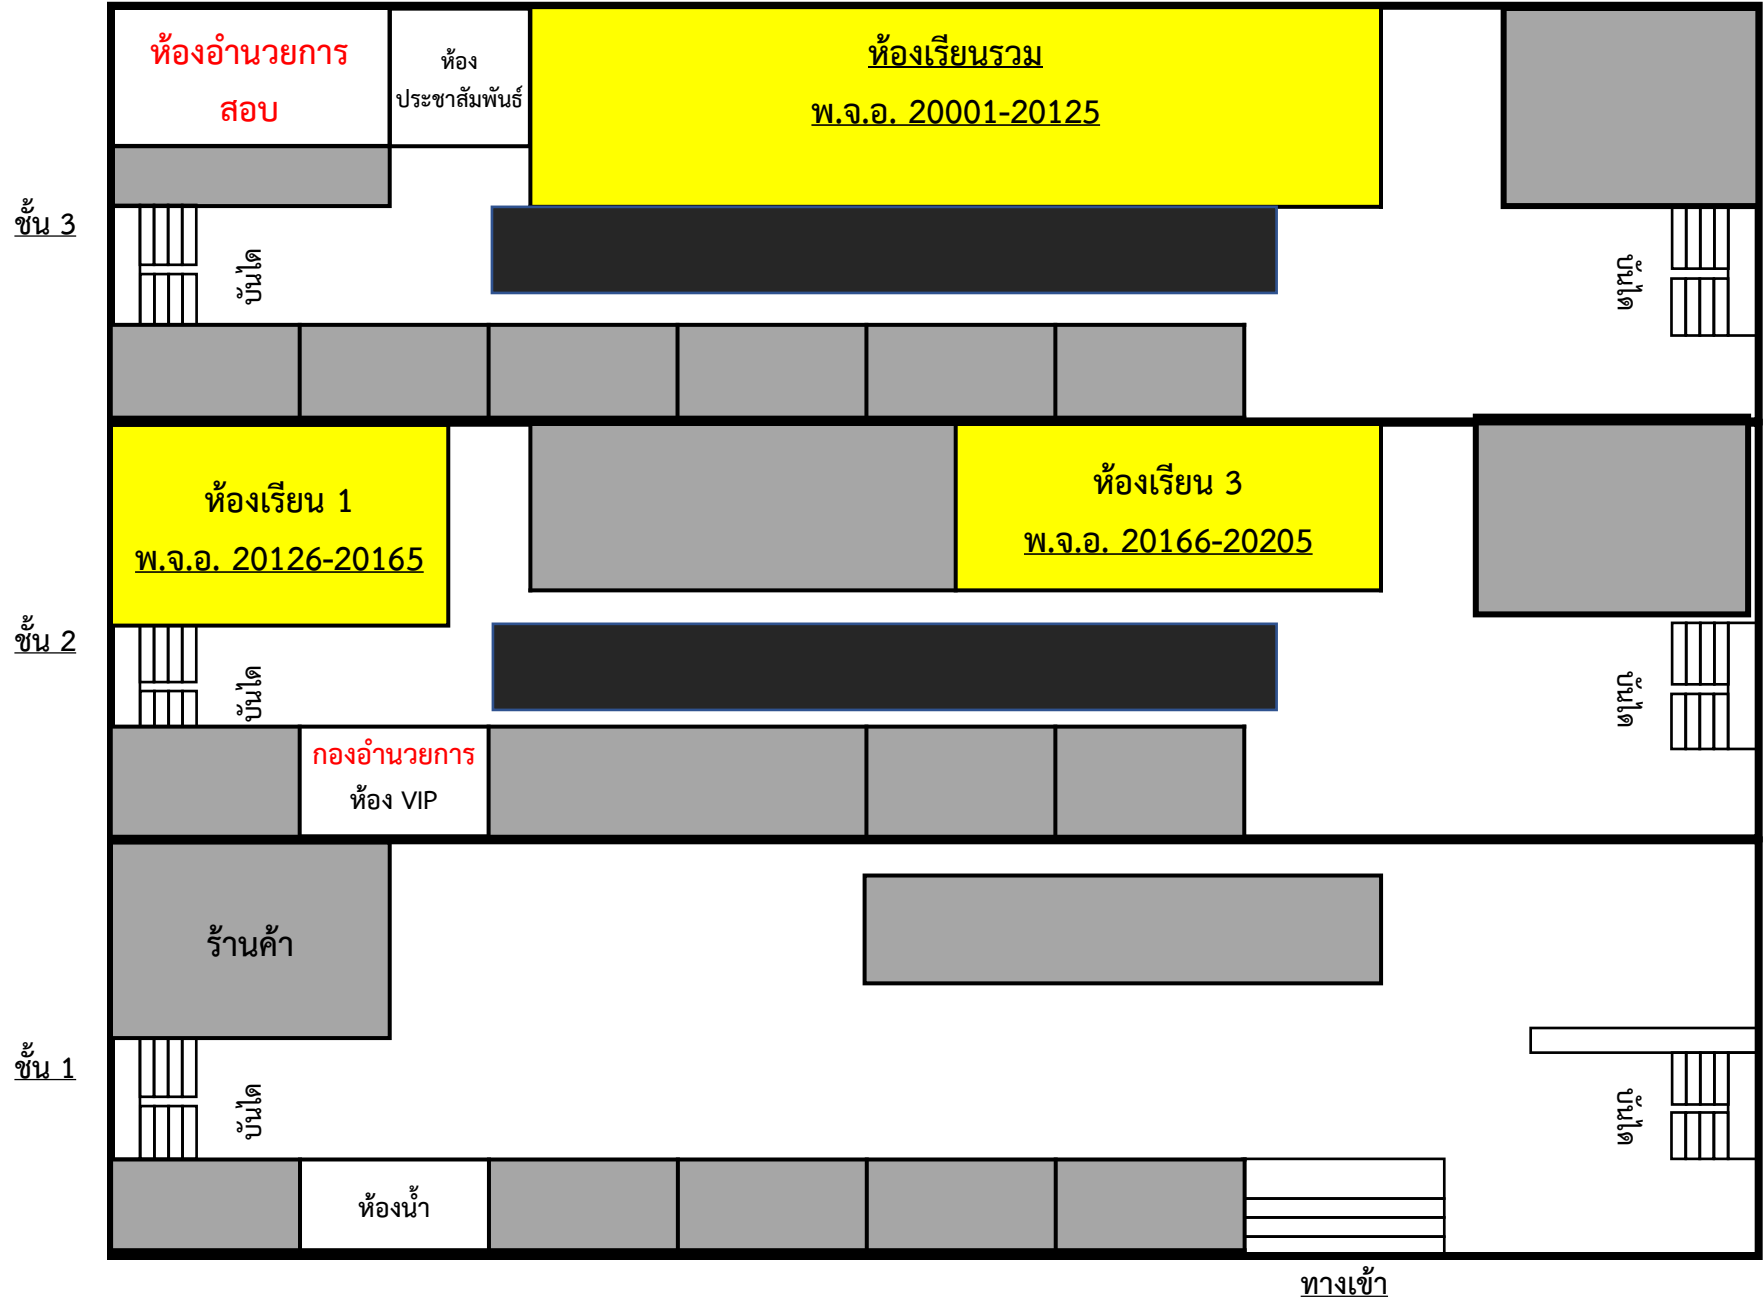 ห้องอำนวยการ
สอบ
ห้อง
ประชาสัมพันธ์
ห้องเรียนรวม
พ.จ.อ. 20001-20125
ชั้น 3
บันได
บันได
ห้องเรียน 1
พ.จ.อ. 20126-20165
ห้องเรียน 3
พ.จ.อ. 20166-20205
ชั้น 2
บันได
บันได
กองอำนวยการ
ห้อง VIP
ร้านค้า
ชั้น 1
บันได
บันได
ห้องน้ำ
ทางเข้า